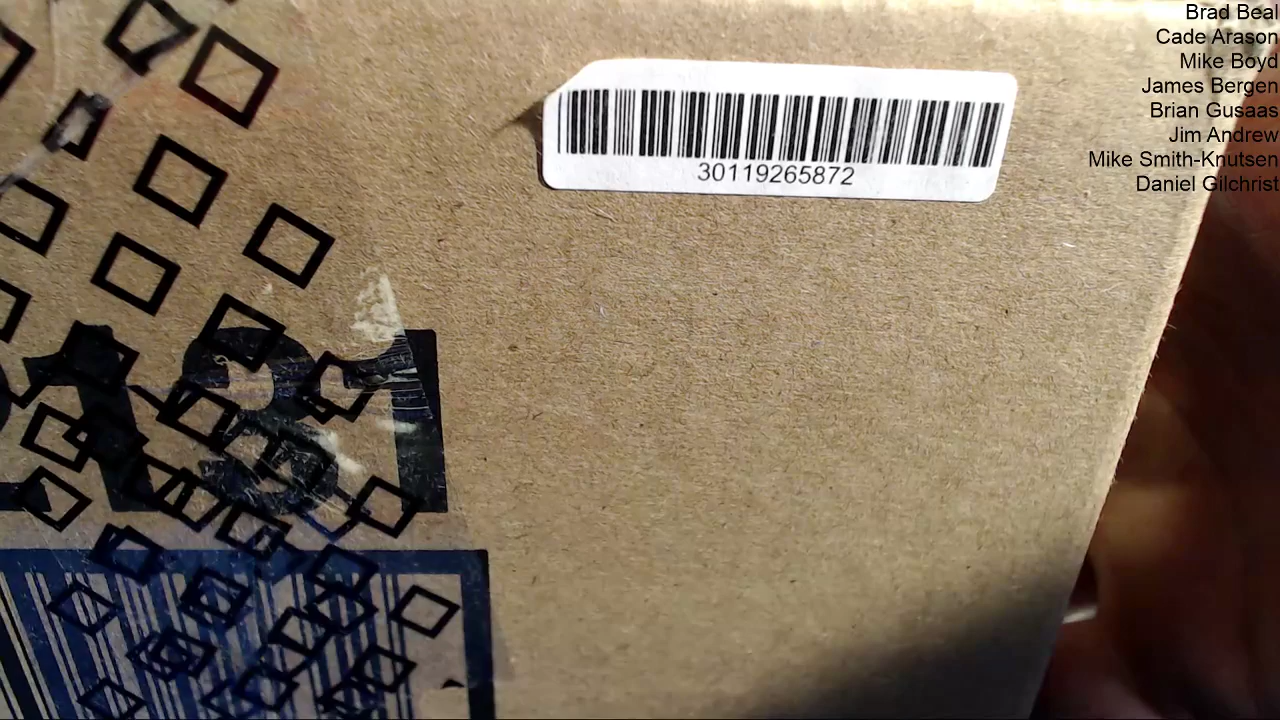 Brad Beal
Cade Arason
Mike Boyd
James Bergen
Brian Gusaas
Jim Andrew
Mike Smith-Knutsen
Daniel Gilchrist
30119265872